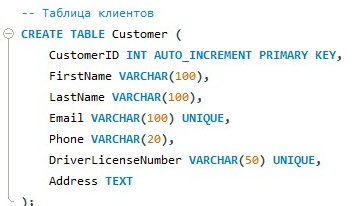 -- Таблица клиентов
CREATE TABLE Customer (
CustomerID INT AUTO_INCREMENT PRIMARY KEY,
FirstName VARCHAR(100),
LastName VARCHAR(100),
Email VARCHAR(100) UNIQUE,
Phone VARCHAR(20),
DriverLicenseNumber VARCHAR(50) UNIQUE,
Address TEXT
);